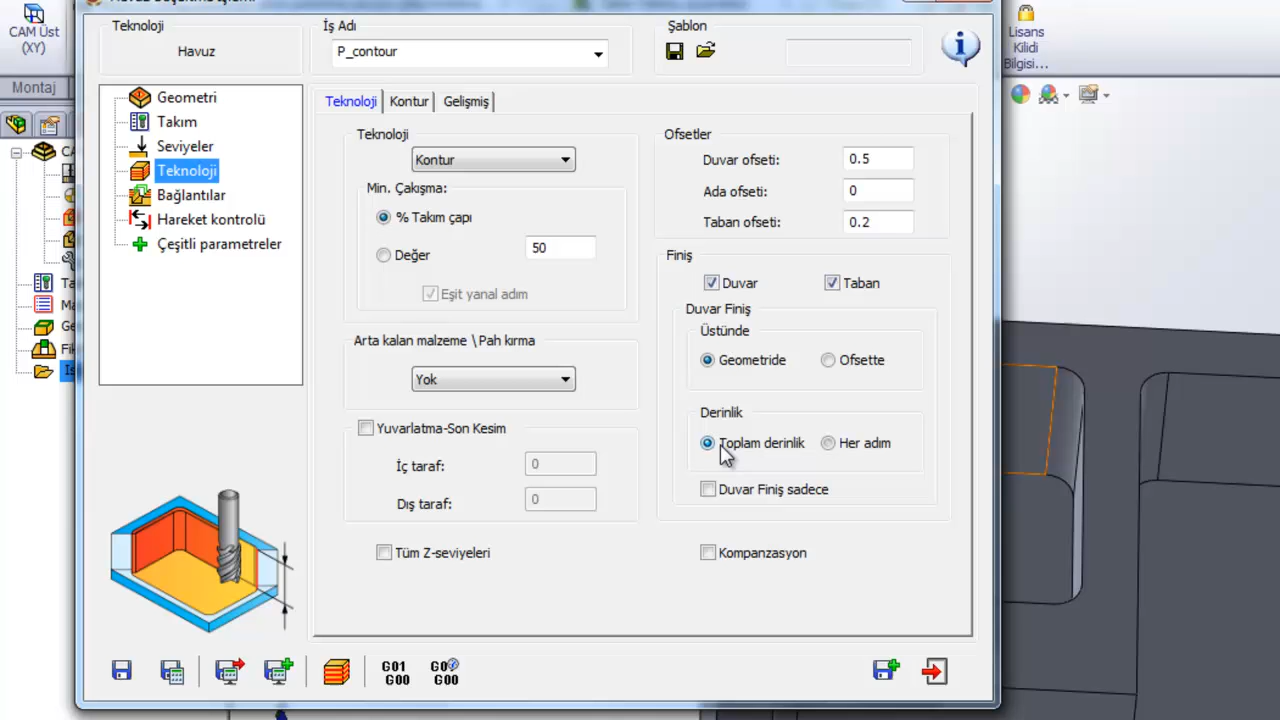 CAM Üst
(XY)
Montaj
Teknoloji
Havuz
İş Adı
P_contour
Şablon
Lisans
Kilidi
Bilgisi...
Geometri
Takım
Seviyeler
Teknoloji
Bağlantılar
Hareket kontrolü
Çeşitli parametreler
Teknoloji
Kontur
Gelişmiş
Teknoloji
Kontur
Min. Çakışma:
% Takım çapı
Değer
50
Eşit yanal adım
Arta kalan malzeme \Pah kırma
Yok
Yuvarlatma-Son Kesim
İç taraf:
0
Dış taraf:
0
Tüm Z-seviyeleri
Ofsetler
Duvar ofseti:
0.5
Ada ofseti:
0
Taban ofseti:
0.2
Finiş
Duvar
Taban
Duvar Finiş
Üstünde
Geometride
Ofsette
Derinlik
Toplam derinlik
Her adım
Duvar Finiş sadece
Kompanzasyon
G01
G00
G0
G00